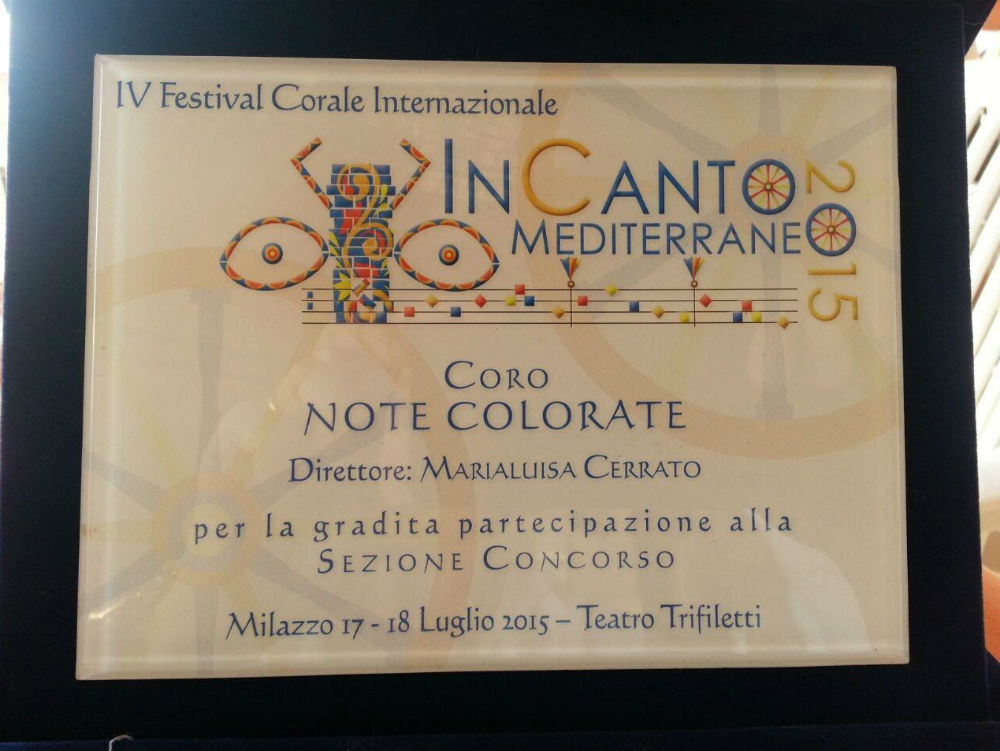 IV Festival Corale Internazionale
INCANTO
MEDITERRANEO
2015
CORO
NOTE COLORATE
Direttore: MARIALUISA CERRATO
per la gradita partecipazione alla
SEZIONE CONCORSO
Milazzo 17 - 18 Luglio 2015 – Teatro Trifiletti